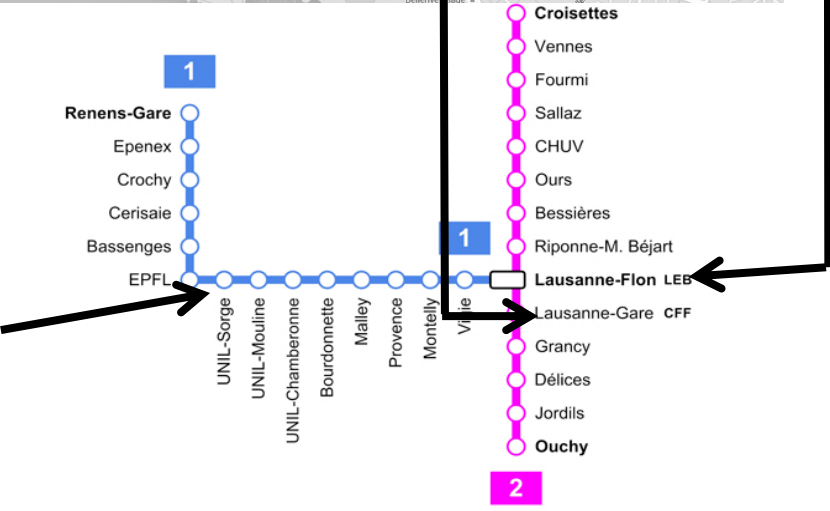 Croisettes
1
Vennes
Fourmi
Renens-Gare
Sallaz
Epenex
CHUV
Crochy
Ours
Cerisaie
Bessières
Bassenges
1
Riponne-M. Béjart
EPFL
Lausanne-Flon LEB
UNIL-Sorge
UNIL-Mouline
UNIL-Chamberonne
Bourdonnette
Malley
Provence
Montelly
Lausanne-Gare CFF
Grancy
Délices
Jordils
Ouchy
2